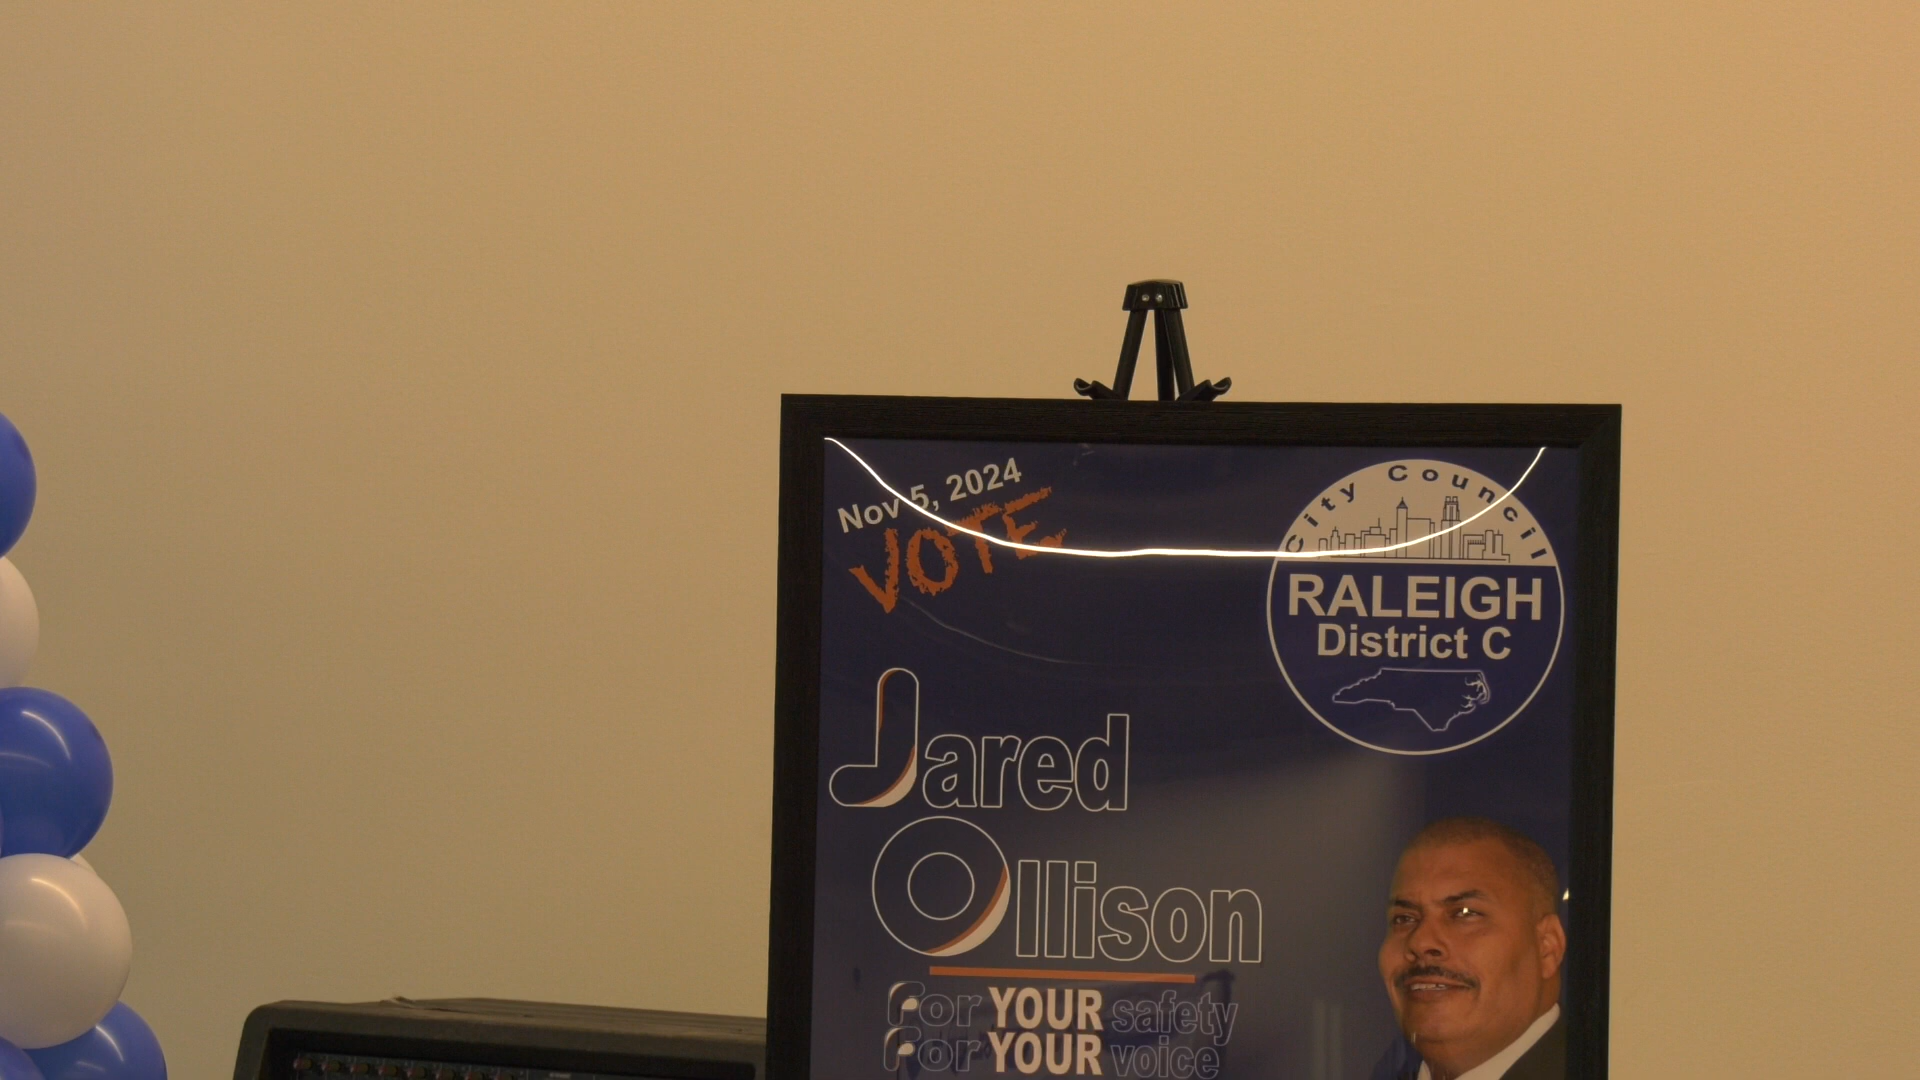 Nov 5, 2024
VOTE
City Council
RALEIGH
District C
Jared
Ollison
For YOUR safety
For YOUR voice